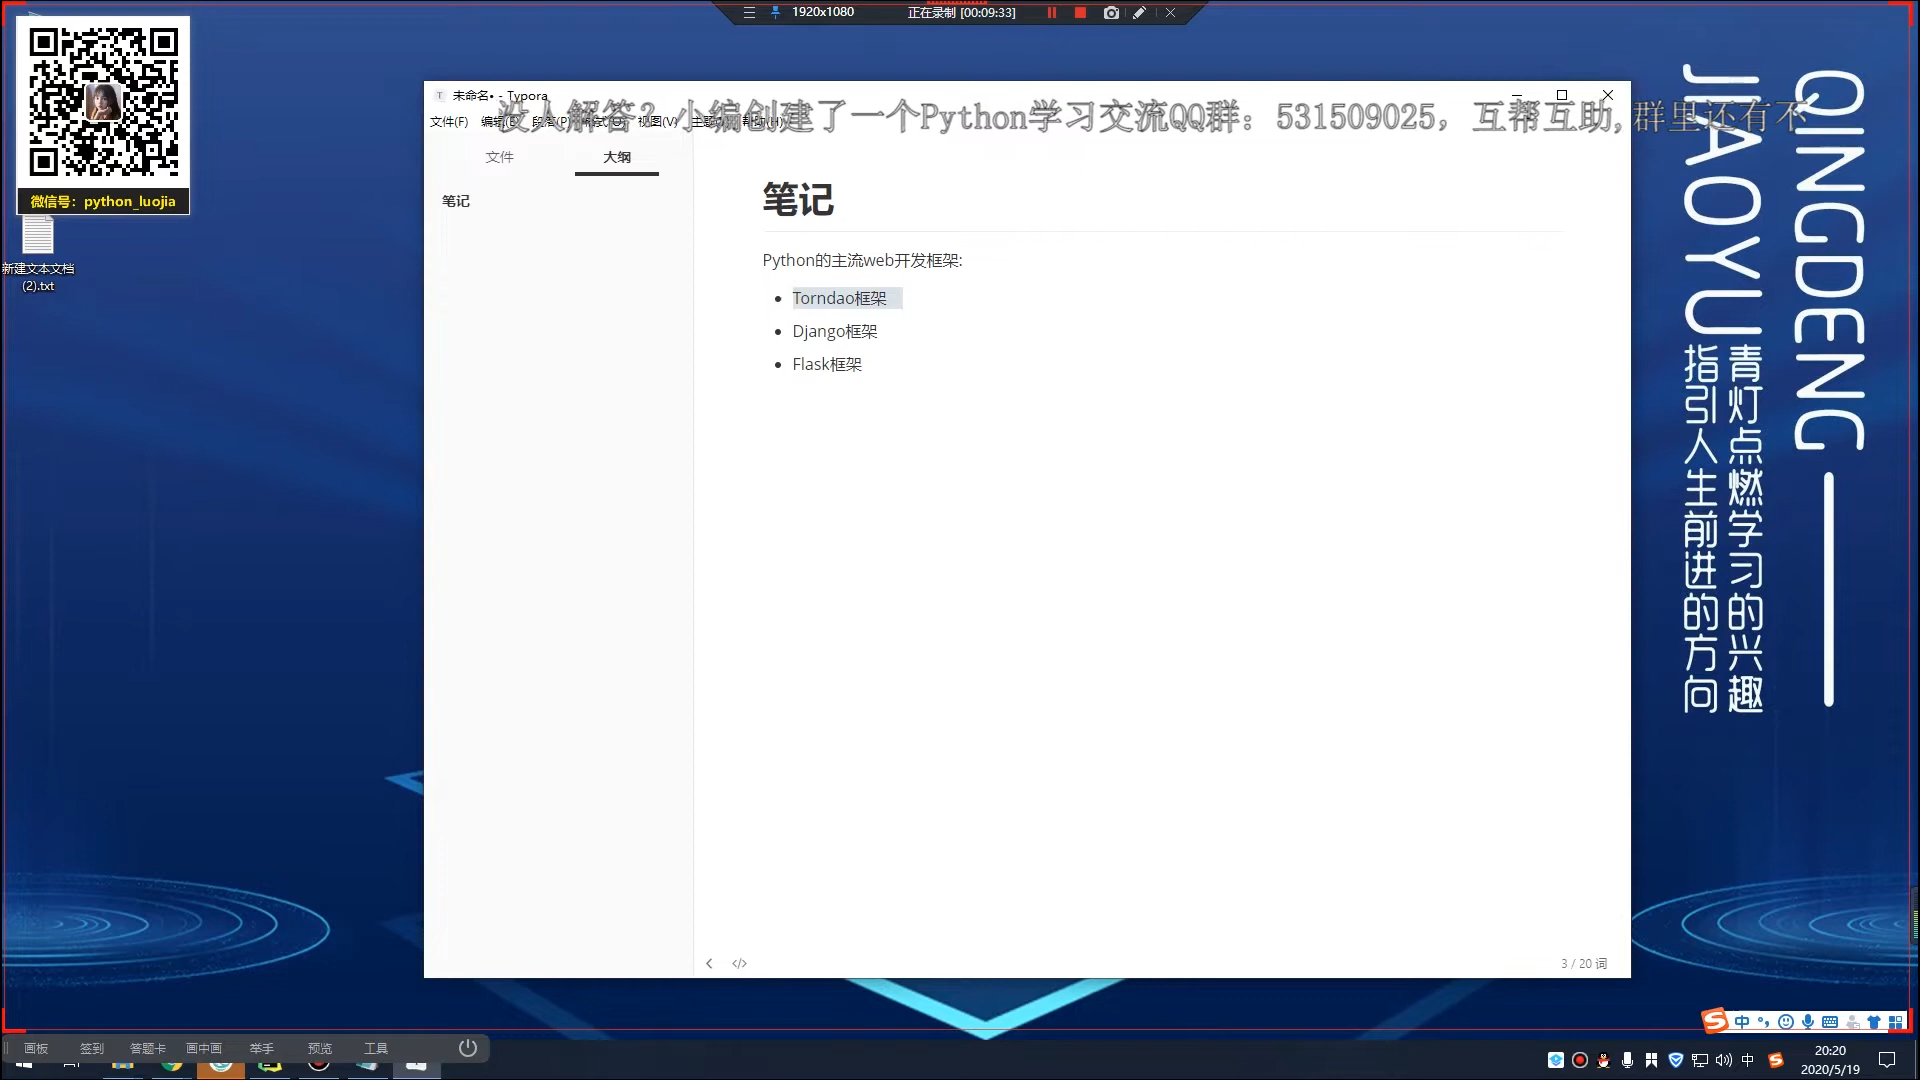 1920x1080
正在录制 [00:09:33]
微信号：python_luojia
新建文本文档
(2).txt
未命名• - Typora
没人解答？小编创建了一个Python学习交流QQ群：531509025，互帮互助,群里还有不
文件(F)
视图(V)
文件
大纲
笔记
笔记
Python的主流web开发框架:
Torndao框架
Django框架
Flask框架
3 / 20 词
QINGDENG
JIAOYU
青灯点燃学习的兴趣
指引人生前进的方向
画板
签到
答题卡
画中画
举手
预览
工具
中
中
20:20
2020/5/19